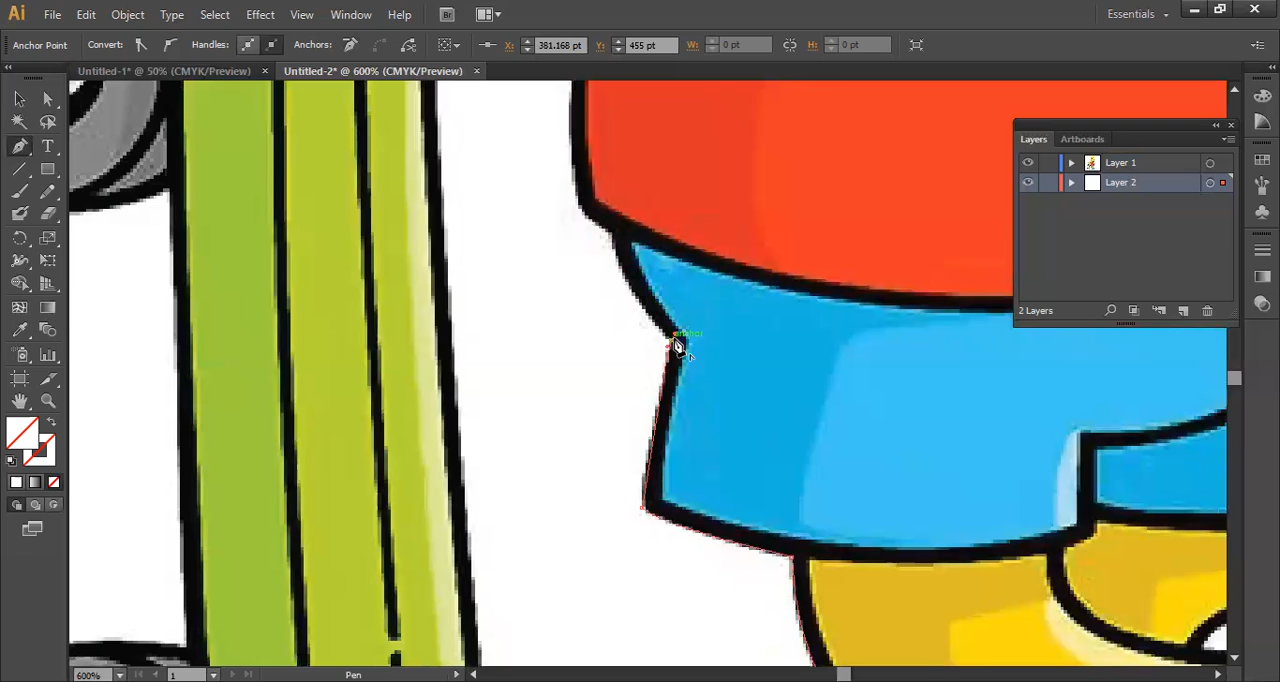 Ai File Edit Object Type Select Effect View Window Help Br Essentials
Anchor Point Convert: Handles: Anchors: X: 381.168 pt Y: 455 pt W: 0 pt H: 0 pt
Untitled-1* @ 50% (CMYK/Preview) × Untitled-2* @ 600% (CMYK/Preview) ×
Layers Artboards
Layer 1
Layer 2
2 Layers
anchor
T
600% 1 Pen